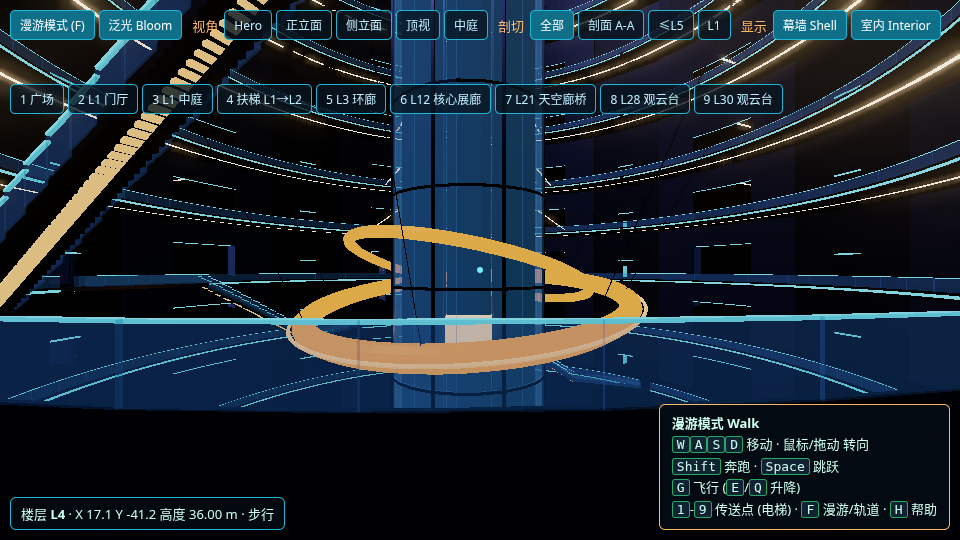 漫游模式 (F) 泛光 Bloom 视角 Hero 正立面 侧立面 顶视 中庭 剖切 全部 剖面 A-A ≤L5 L1 显示 幕墙 Shell 室内 Interior
1 广场 2 L1 门厅 3 L1 中庭 4 扶梯 L1→L2 5 L3 环廊 6 L12 核心展廊 7 L21 天空廊桥 8 L28 观云台 9 L30 观云台
漫游模式 Walk
W A S D 移动 · 鼠标/拖动 转向
Shift 奔跑 · Space 跳跃
G 飞行 (E/Q 升降)
1-9 传送点 (电梯) · F 漫游/轨道 · H 帮助
楼层 L4 · X 17.1 Y -41.2 高度 36.00 m · 步行